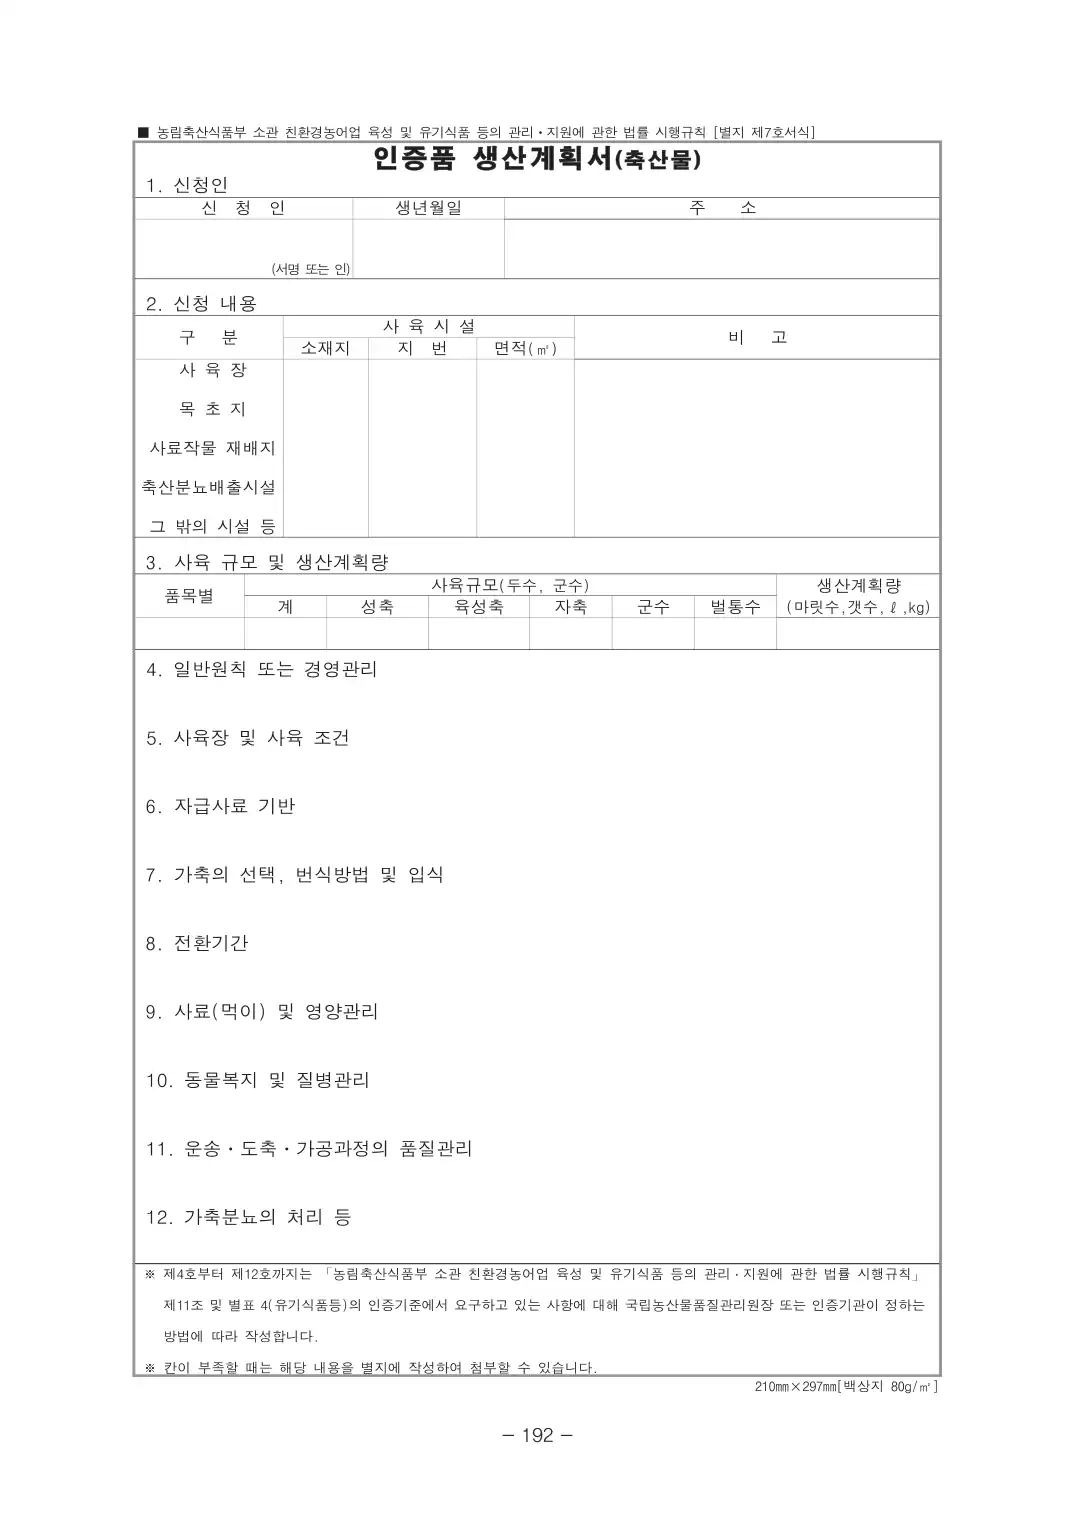 ■ 농림축산식품부 소관 친환경농어업 육성 및 유기식품 등의 관리·지원에 관한 법률 시행규칙 [별지 제7호서식]
인증품 생산계획서(축산물)
1. 신청인
신 청 인 생년월일 주 소
(서명 또는 인)
2. 신청 내용
구 분 사 육 시 설 비 고
소재지 지 번 면적(㎡)
사 육 장
목 초 지
사료작물 재배지
축산분뇨배출시설
그 밖의 시설 등
3. 사육 규모 및 생산계획량
품목별 사육규모(두수, 군수) 생산계획량
계 성축 육성축 자축 군수 벌통수 (마릿수,갯수,ℓ,kg)
4. 일반원칙 또는 경영관리
5. 사육장 및 사육 조건
6. 자급사료 기반
7. 가축의 선택, 번식방법 및 입식
8. 전환기간
9. 사료(먹이) 및 영양관리
10. 동물복지 및 질병관리
11. 운송·도축·가공과정의 품질관리
12. 가축분뇨의 처리 등
※ 제4호부터 제12호까지는 「농림축산식품부 소관 친환경농어업 육성 및 유기식품 등의 관리·지원에 관한 법률 시행규칙」
제11조 및 별표 4(유기식품등)의 인증기준에서 요구하고 있는 사항에 대해 국립농산물품질관리원장 또는 인증기관이 정하는
방법에 따라 작성합니다.
※ 칸이 부족할 때는 해당 내용을 별지에 작성하여 첨부할 수 있습니다.
210㎜×297㎜[백상지 80g/㎡]
- 192 -